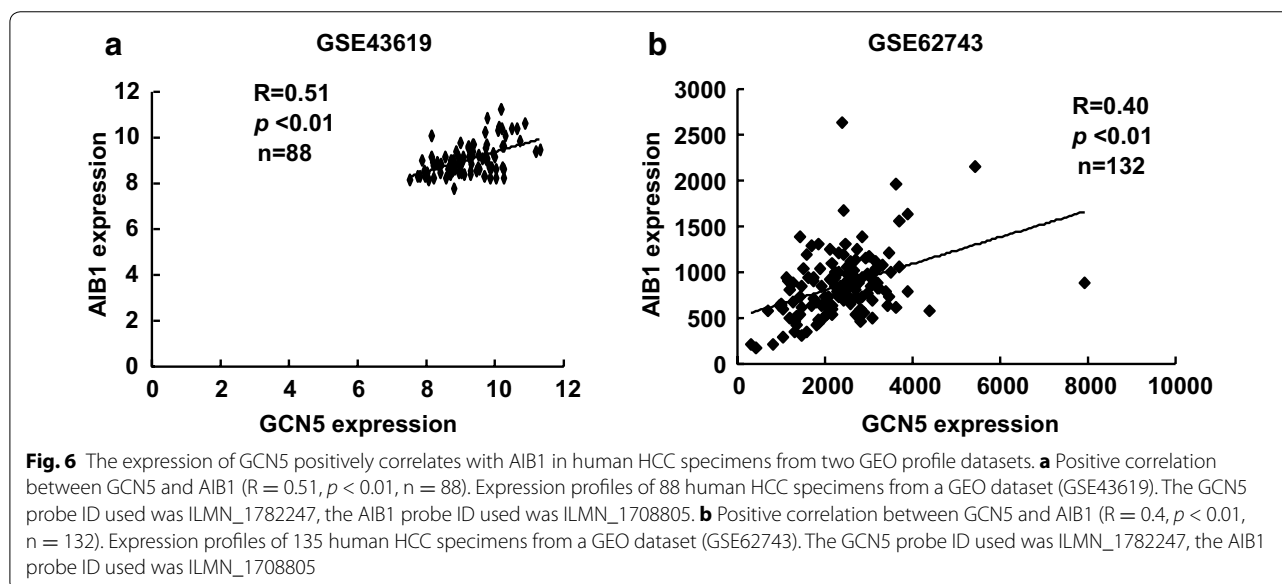 a
GSE43619
R=0.51
p <0.01
n=88
AIB1 expression
12
10
8
6
4
2
0
0 2 4 6 8 10 12
GCN5 expression
b
GSE62743
R=0.40
p <0.01
n=132
AIB1 expression
3000
2500
2000
1500
1000
500
0
0 2000 4000 6000 8000 10000
GCN5 expression
Fig. 6 The expression of GCN5 positively correlates with AIB1 in human HCC specimens from two GEO profile datasets. a Positive correlation
between GCN5 and AIB1 (R = 0.51, p < 0.01, n = 88). Expression profiles of 88 human HCC specimens from a GEO dataset (GSE43619). The GCN5
probe ID used was ILMN_1782247, the AIB1 probe ID used was ILMN_1708805. b Positive correlation between GCN5 and AIB1 (R = 0.4, p < 0.01,
n = 132). Expression profiles of 135 human HCC specimens from a GEO dataset (GSE62743). The GCN5 probe ID used was ILMN_1782247, the AIB1
probe ID used was ILMN_1708805